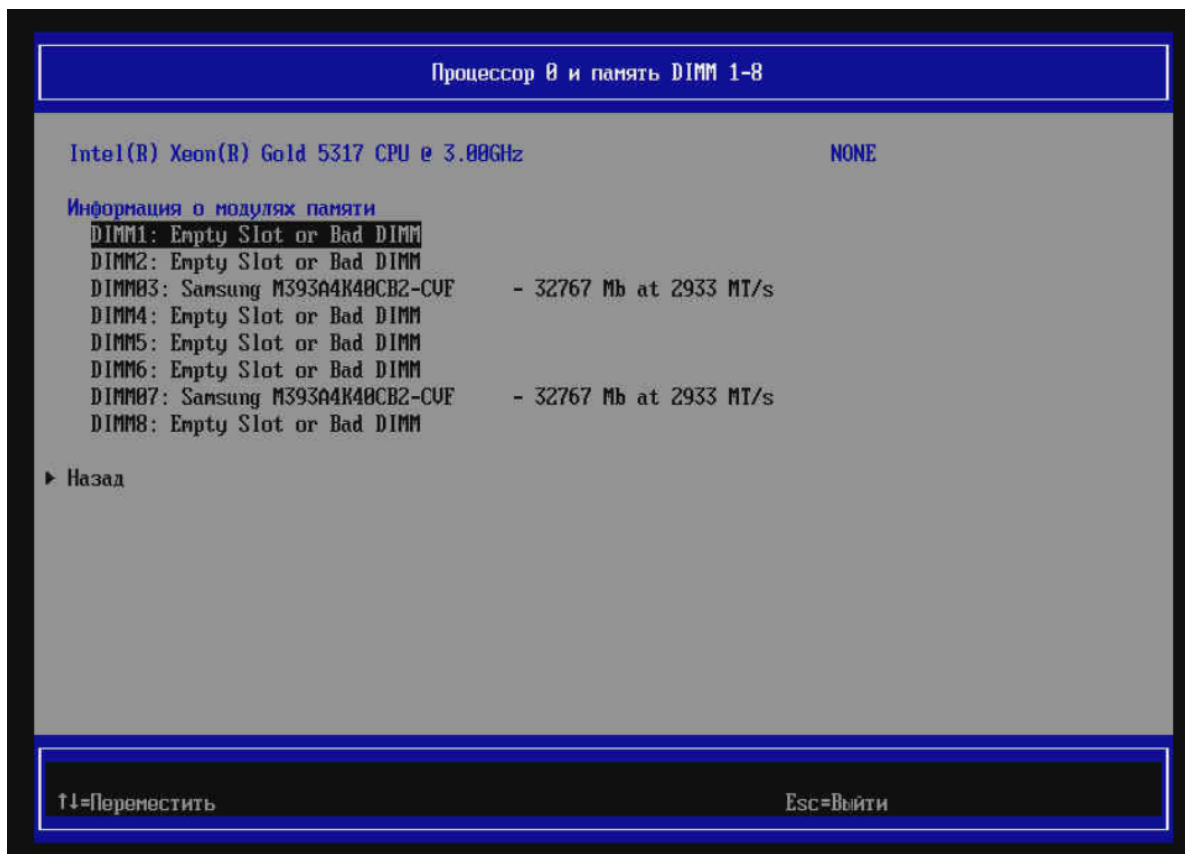 Процессор 0 и память DIMM 1-8
Intel(R) Xeon(R) Gold 5317 CPU @ 3.00GHz NONE
Информация о модулях памяти
DIMM1: Empty Slot or Bad DIMM
DIMM2: Empty Slot or Bad DIMM
DIMM03: Samsung M393A4K40CB2-CVF - 32767 Mb at 2933 MT/s
DIMM4: Empty Slot or Bad DIMM
DIMM5: Empty Slot or Bad DIMM
DIMM6: Empty Slot or Bad DIMM
DIMM07: Samsung M393A4K40CB2-CVF - 32767 Mb at 2933 MT/s
DIMM8: Empty Slot or Bad DIMM
▶ Назад
↑↓=Переместить Esc=Выйти